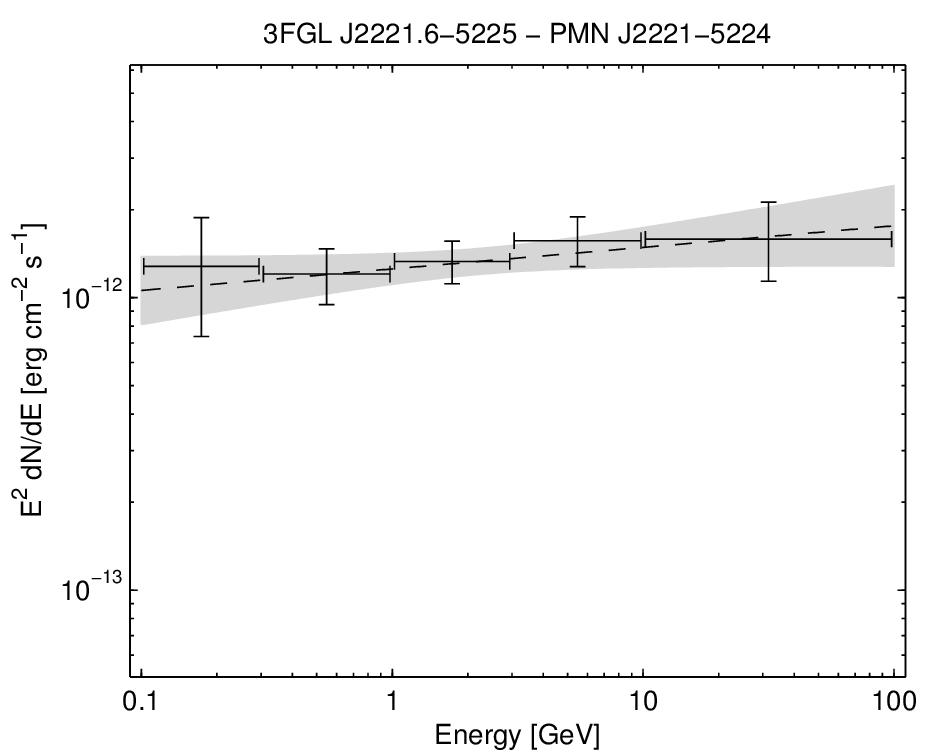 3FGL J2221.6−5225 − PMN J2221−5224
E² dN/dE [erg cm⁻² s⁻¹]
10⁻¹²
10⁻¹³
0.1 1 10 100
Energy [GeV]